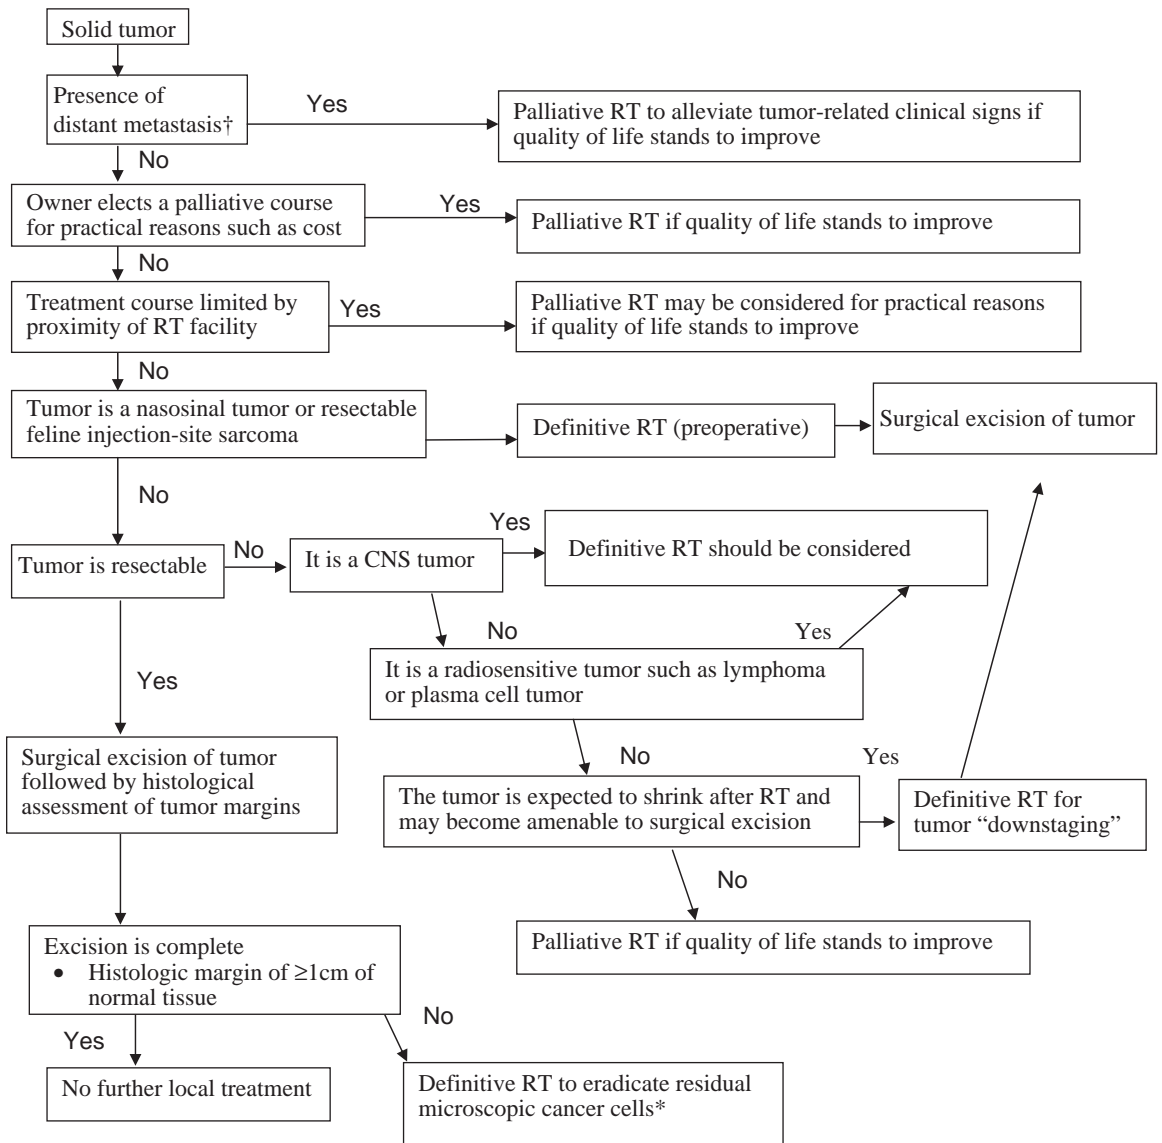 Solid tumor
Presence of
distant metastasis†
Yes
Palliative RT to alleviate tumor-related clinical signs if
quality of life stands to improve
No
Owner elects a palliative course
for practical reasons such as cost
Yes
Palliative RT if quality of life stands to improve
No
Treatment course limited by
proximity of RT facility
Yes
Palliative RT may be considered for practical reasons
if quality of life stands to improve
No
Tumor is a nasosinal tumor or resectable
feline injection-site sarcoma
Definitive RT (preoperative)
Surgical excision of tumor
No
Tumor is resectable
No
It is a CNS tumor
Yes
Definitive RT should be considered
No
Yes
It is a radiosensitive tumor such as lymphoma
or plasma cell tumor
Yes
No
Yes
Surgical excision of tumor
followed by histological
assessment of tumor margins
The tumor is expected to shrink after RT and
may become amenable to surgical excision
Definitive RT for
tumor “downstaging”
No
Palliative RT if quality of life stands to improve
Excision is complete
• Histologic margin of ≥1cm of
normal tissue
Yes
No
No further local treatment
Definitive RT to eradicate residual
microscopic cancer cells*